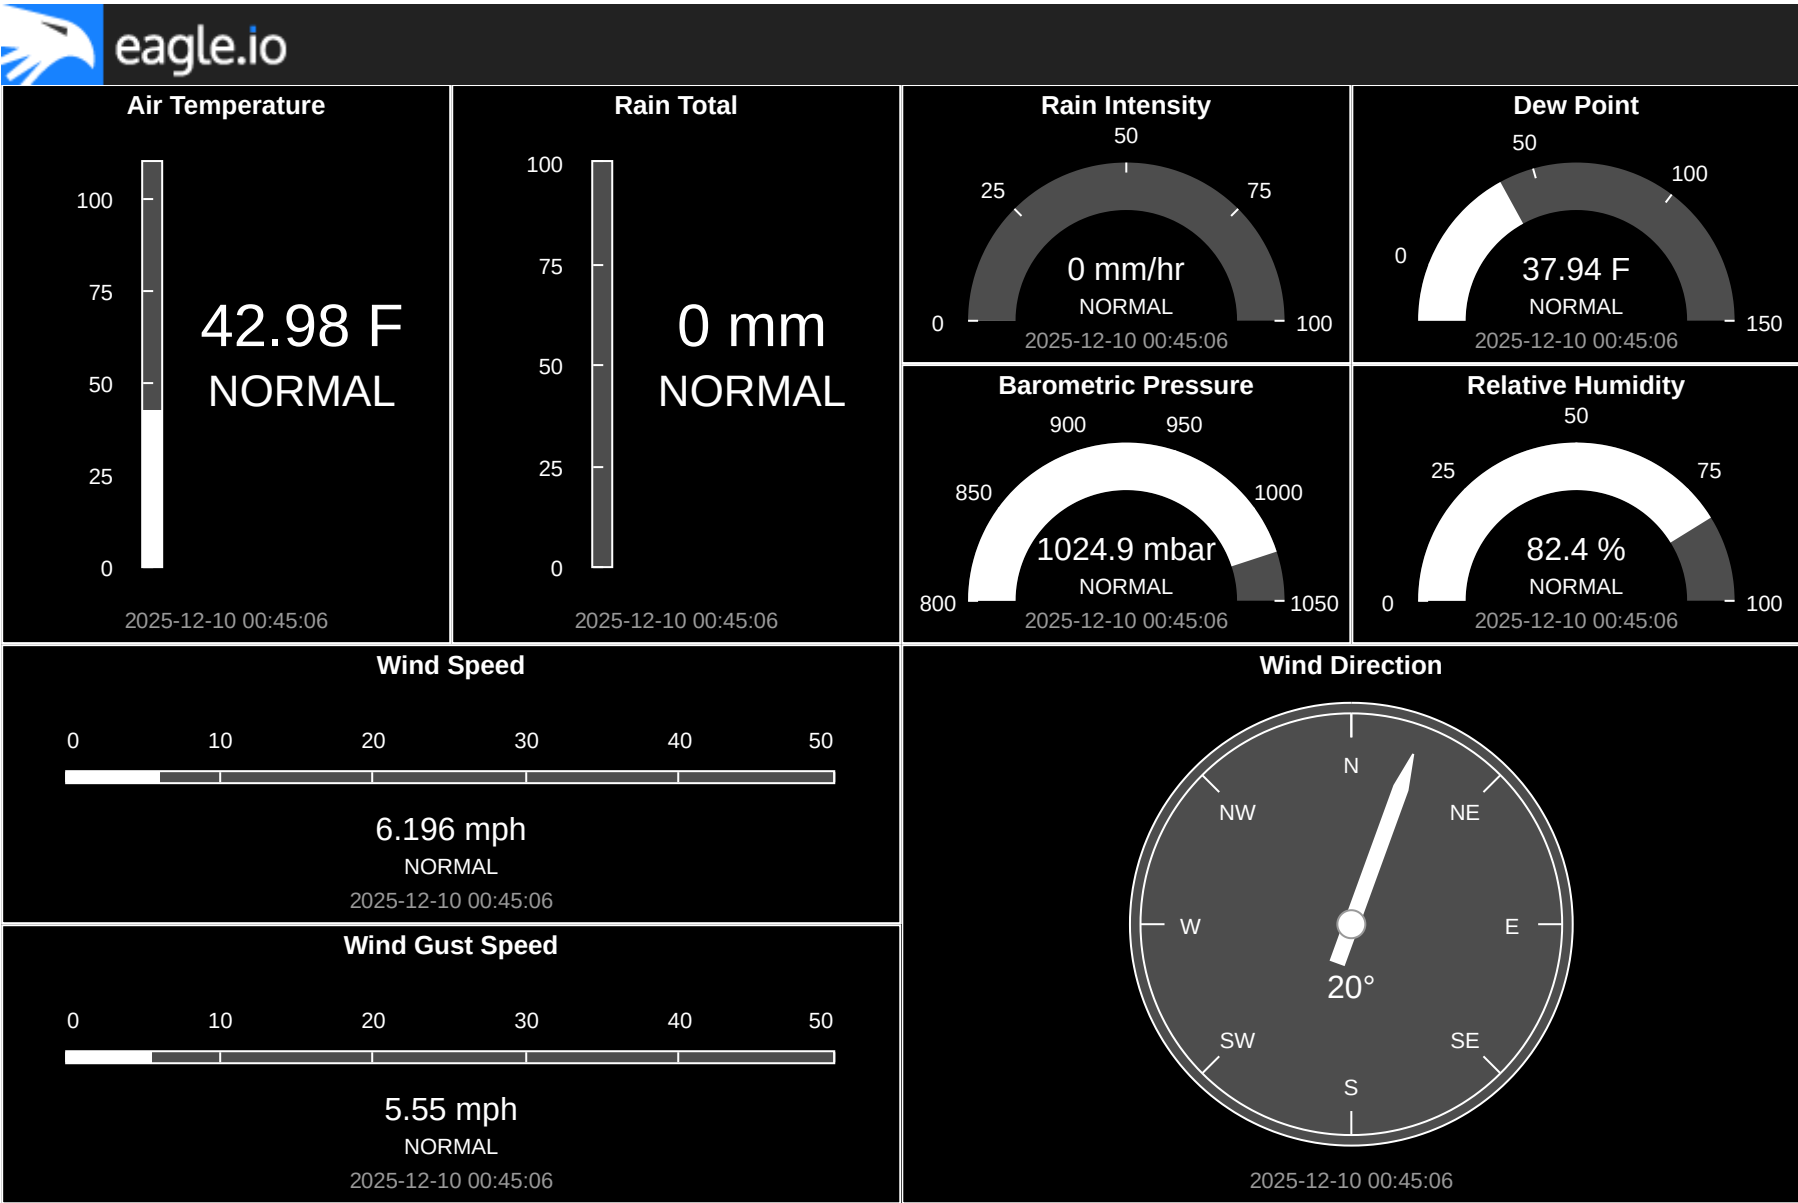 eagle.io
Air Temperature
100
75
50
25
0
42.98 F
NORMAL
2025-12-10 00:45:06
Rain Total
100
75
50
25
0
0 mm
NORMAL
2025-12-10 00:45:06
Rain Intensity
50
25
75
0
100
0 mm/hr
NORMAL
2025-12-10 00:45:06
Dew Point
50
100
0
150
37.94 F
NORMAL
2025-12-10 00:45:06
Barometric Pressure
900
950
850
1000
800
1050
1024.9 mbar
NORMAL
2025-12-10 00:45:06
Relative Humidity
50
25
75
0
100
82.4 %
NORMAL
2025-12-10 00:45:06
Wind Speed
0 10 20 30 40 50
6.196 mph
NORMAL
2025-12-10 00:45:06
Wind Gust Speed
0 10 20 30 40 50
5.55 mph
NORMAL
2025-12-10 00:45:06
Wind Direction
N
NW
NE
W
E
20°
SW
SE
S
2025-12-10 00:45:06